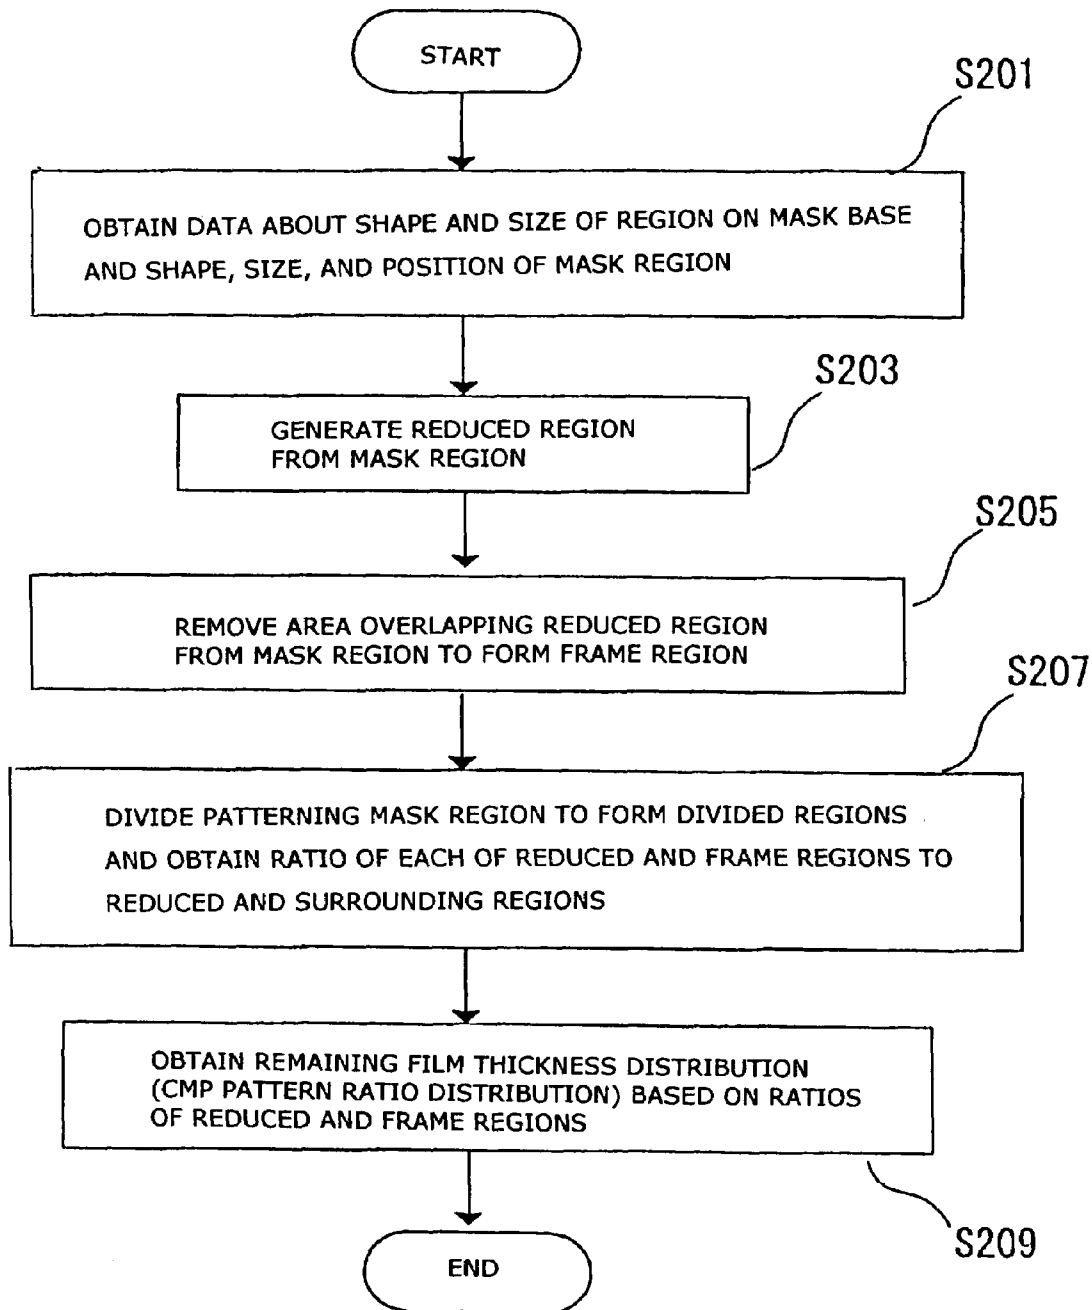 START
S201
OBTAIN DATA ABOUT SHAPE AND SIZE OF REGION ON MASK BASE
AND SHAPE, SIZE, AND POSITION OF MASK REGION
S203
GENERATE REDUCED REGION
FROM MASK REGION
S205
REMOVE AREA OVERLAPPING REDUCED REGION
FROM MASK REGION TO FORM FRAME REGION
S207
DIVIDE PATTERNING MASK REGION TO FORM DIVIDED REGIONS
AND OBTAIN RATIO OF EACH OF REDUCED AND FRAME REGIONS TO
REDUCED AND SURROUNDING REGIONS
OBTAIN REMAINING FILM THICKNESS DISTRIBUTION
(CMP PATTERN RATIO DISTRIBUTION) BASED ON RATIOS
OF REDUCED AND FRAME REGIONS
S209
END